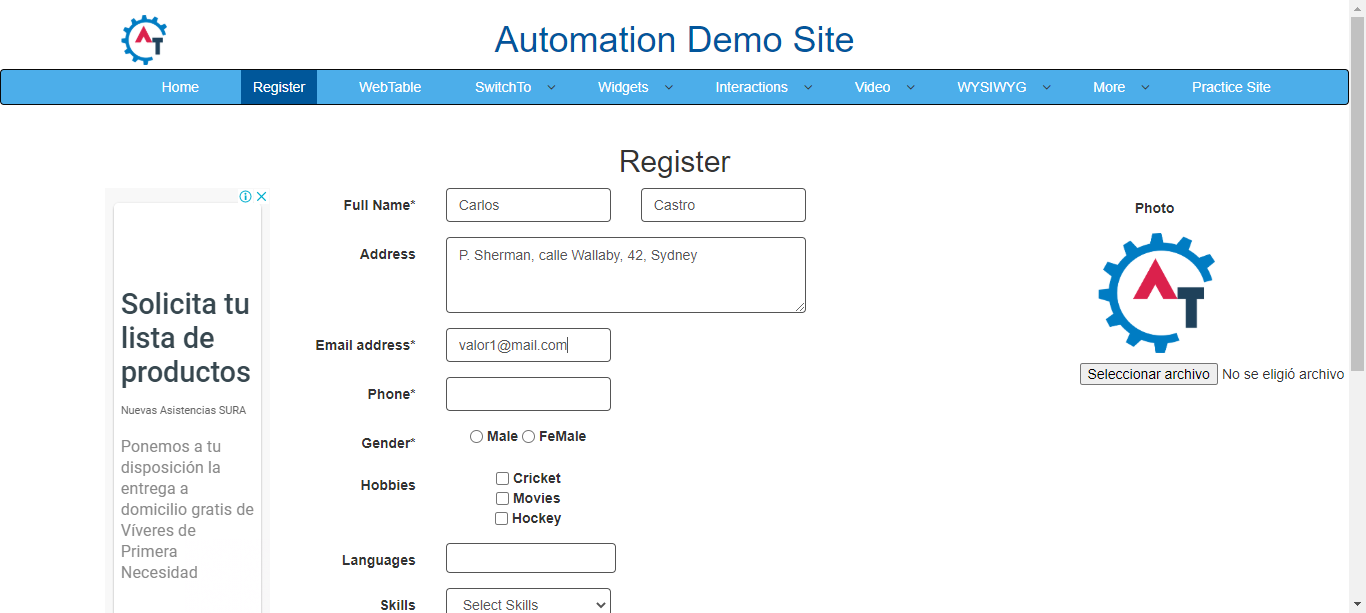 AT
Automation Demo Site
Home Register WebTable SwitchTo Widgets Interactions Video WYSIWYG More Practice Site
Register
Full Name* Carlos Castro
Address P. Sherman, calle Wallaby, 42, Sydney
Email address* valor1@mail.com
Phone*
Gender* Male FeMale
Hobbies Cricket
Movies
Hockey
Languages
Skills Select Skills
Photo
AT
Seleccionar archivo No se eligió archivo
Solicita tu
lista de
productos
Nuevas Asistencias SURA
Ponemos a tu
disposición la
entrega a
domicilio gratis de
Víveres de
Primera
Necesidad